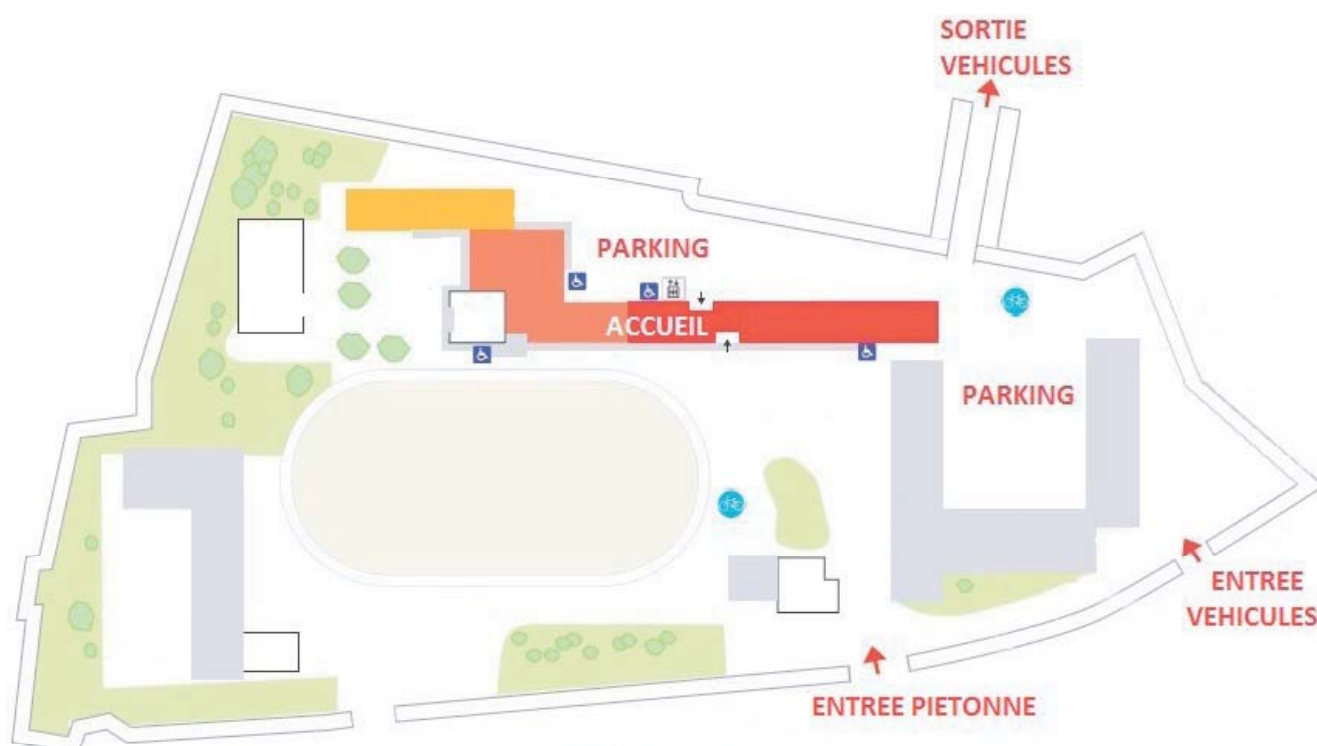 SORTIE
VEHICULES
PARKING
ACCUEIL
PARKING
ENTREE
VEHICULES
ENTREE PIETONNE